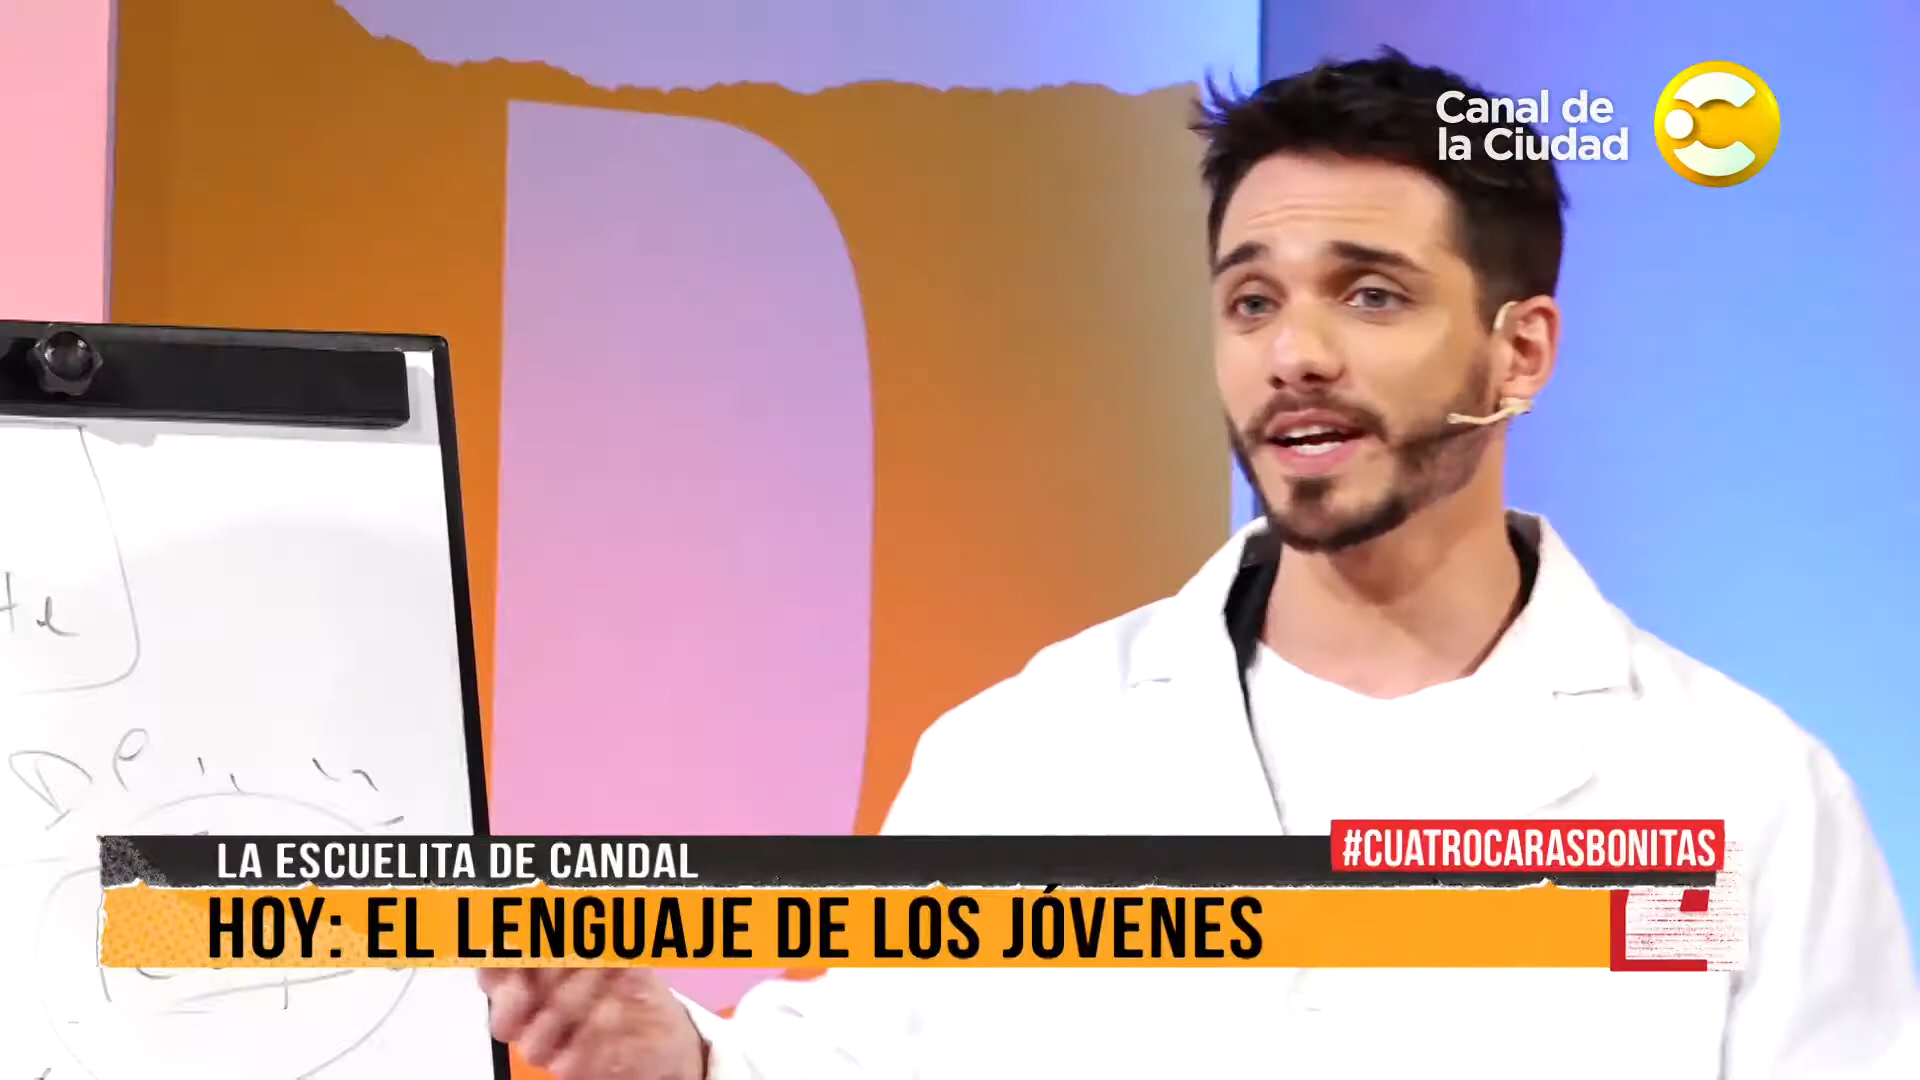 Canal de
la Ciudad
LA ESCUELITA DE CANDAL
#CUATROCARASBONITAS
HOY: EL LENGUAJE DE LOS JÓVENES